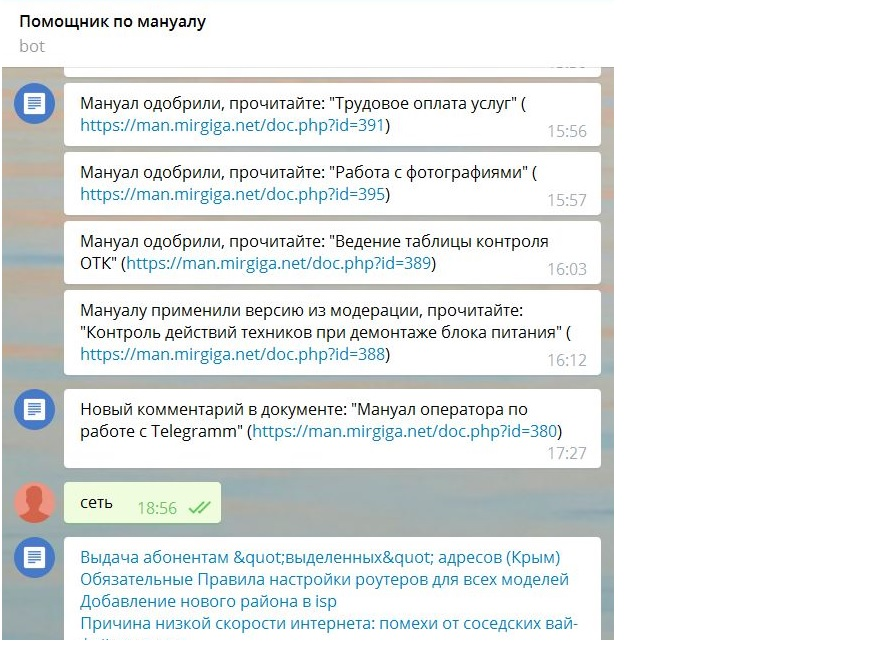 Помощник по мануалу
bot
Мануал одобрили, прочитайте: "Трудовое оплата услуг" (
https://man.mirgiga.net/doc.php?id=391)
15:56
Мануал одобрили, прочитайте: "Работа с фотографиями" (
https://man.mirgiga.net/doc.php?id=395)
15:57
Мануал одобрили, прочитайте: "Ведение таблицы контроля
ОТК" (https://man.mirgiga.net/doc.php?id=389)
16:03
Мануалу применили версию из модерации, прочитайте:
"Контроль действий техников при демонтаже блока питания" (
https://man.mirgiga.net/doc.php?id=388)
16:12
Новый комментарий в документе: "Мануал оператора по
работе с Telegramm" (https://man.mirgiga.net/doc.php?id=380)
17:27
сеть
18:56
Выдача абонентам &quot;выделенных&quot; адресов (Крым)
Обязательные Правила настройки роутеров для всех моделей
Добавление нового района в isp
Причина низкой скорости интернета: помехи от соседских вай-